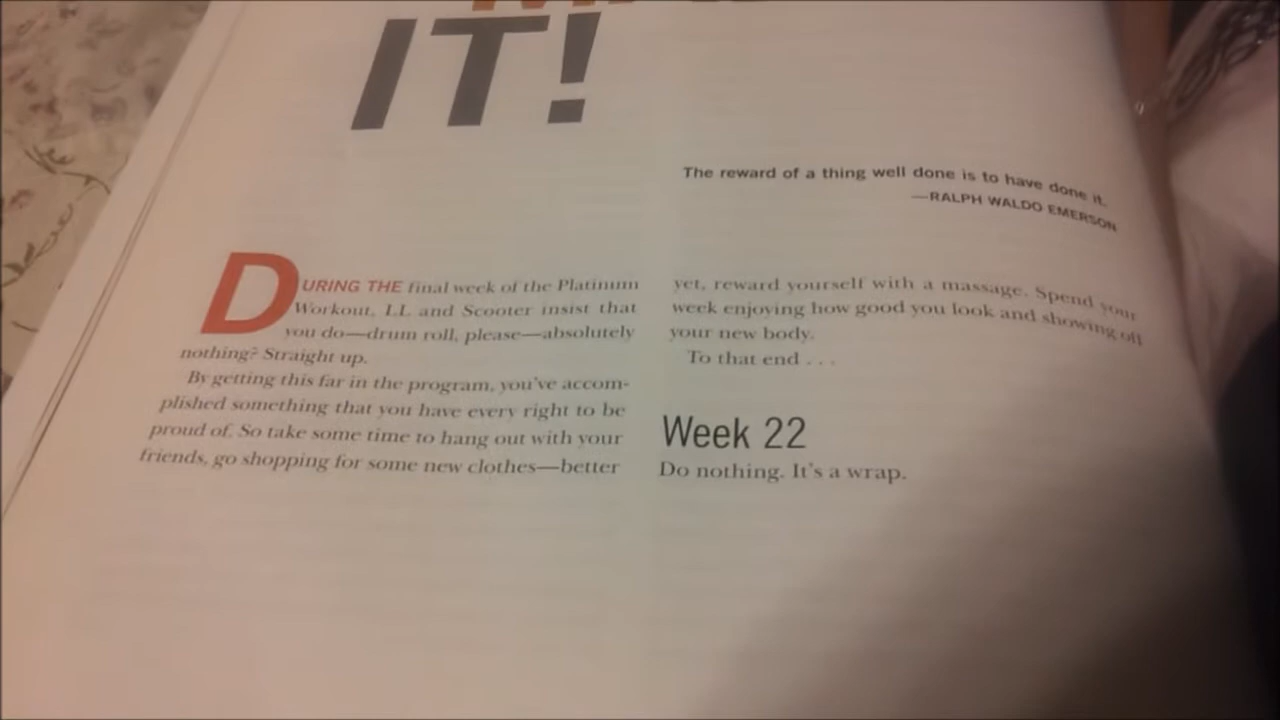 IT!
The reward of a thing well done is to have done it.
—RALPH WALDO EMERSON
DURING THE final week of the Platinum
Workout, LL and Scooter insist that
you do—drum roll, please—absolutely
nothing? Straight up.
By getting this far in the program, you've accom-
plished something that you have every right to be
proud of. So take some time to hang out with your
friends, go shopping for some new clothes—better
yet, reward yourself with a massage. Spend your
week enjoying how good you look and showing off
your new body.
To that end . . .
Week 22
Do nothing. It's a wrap.